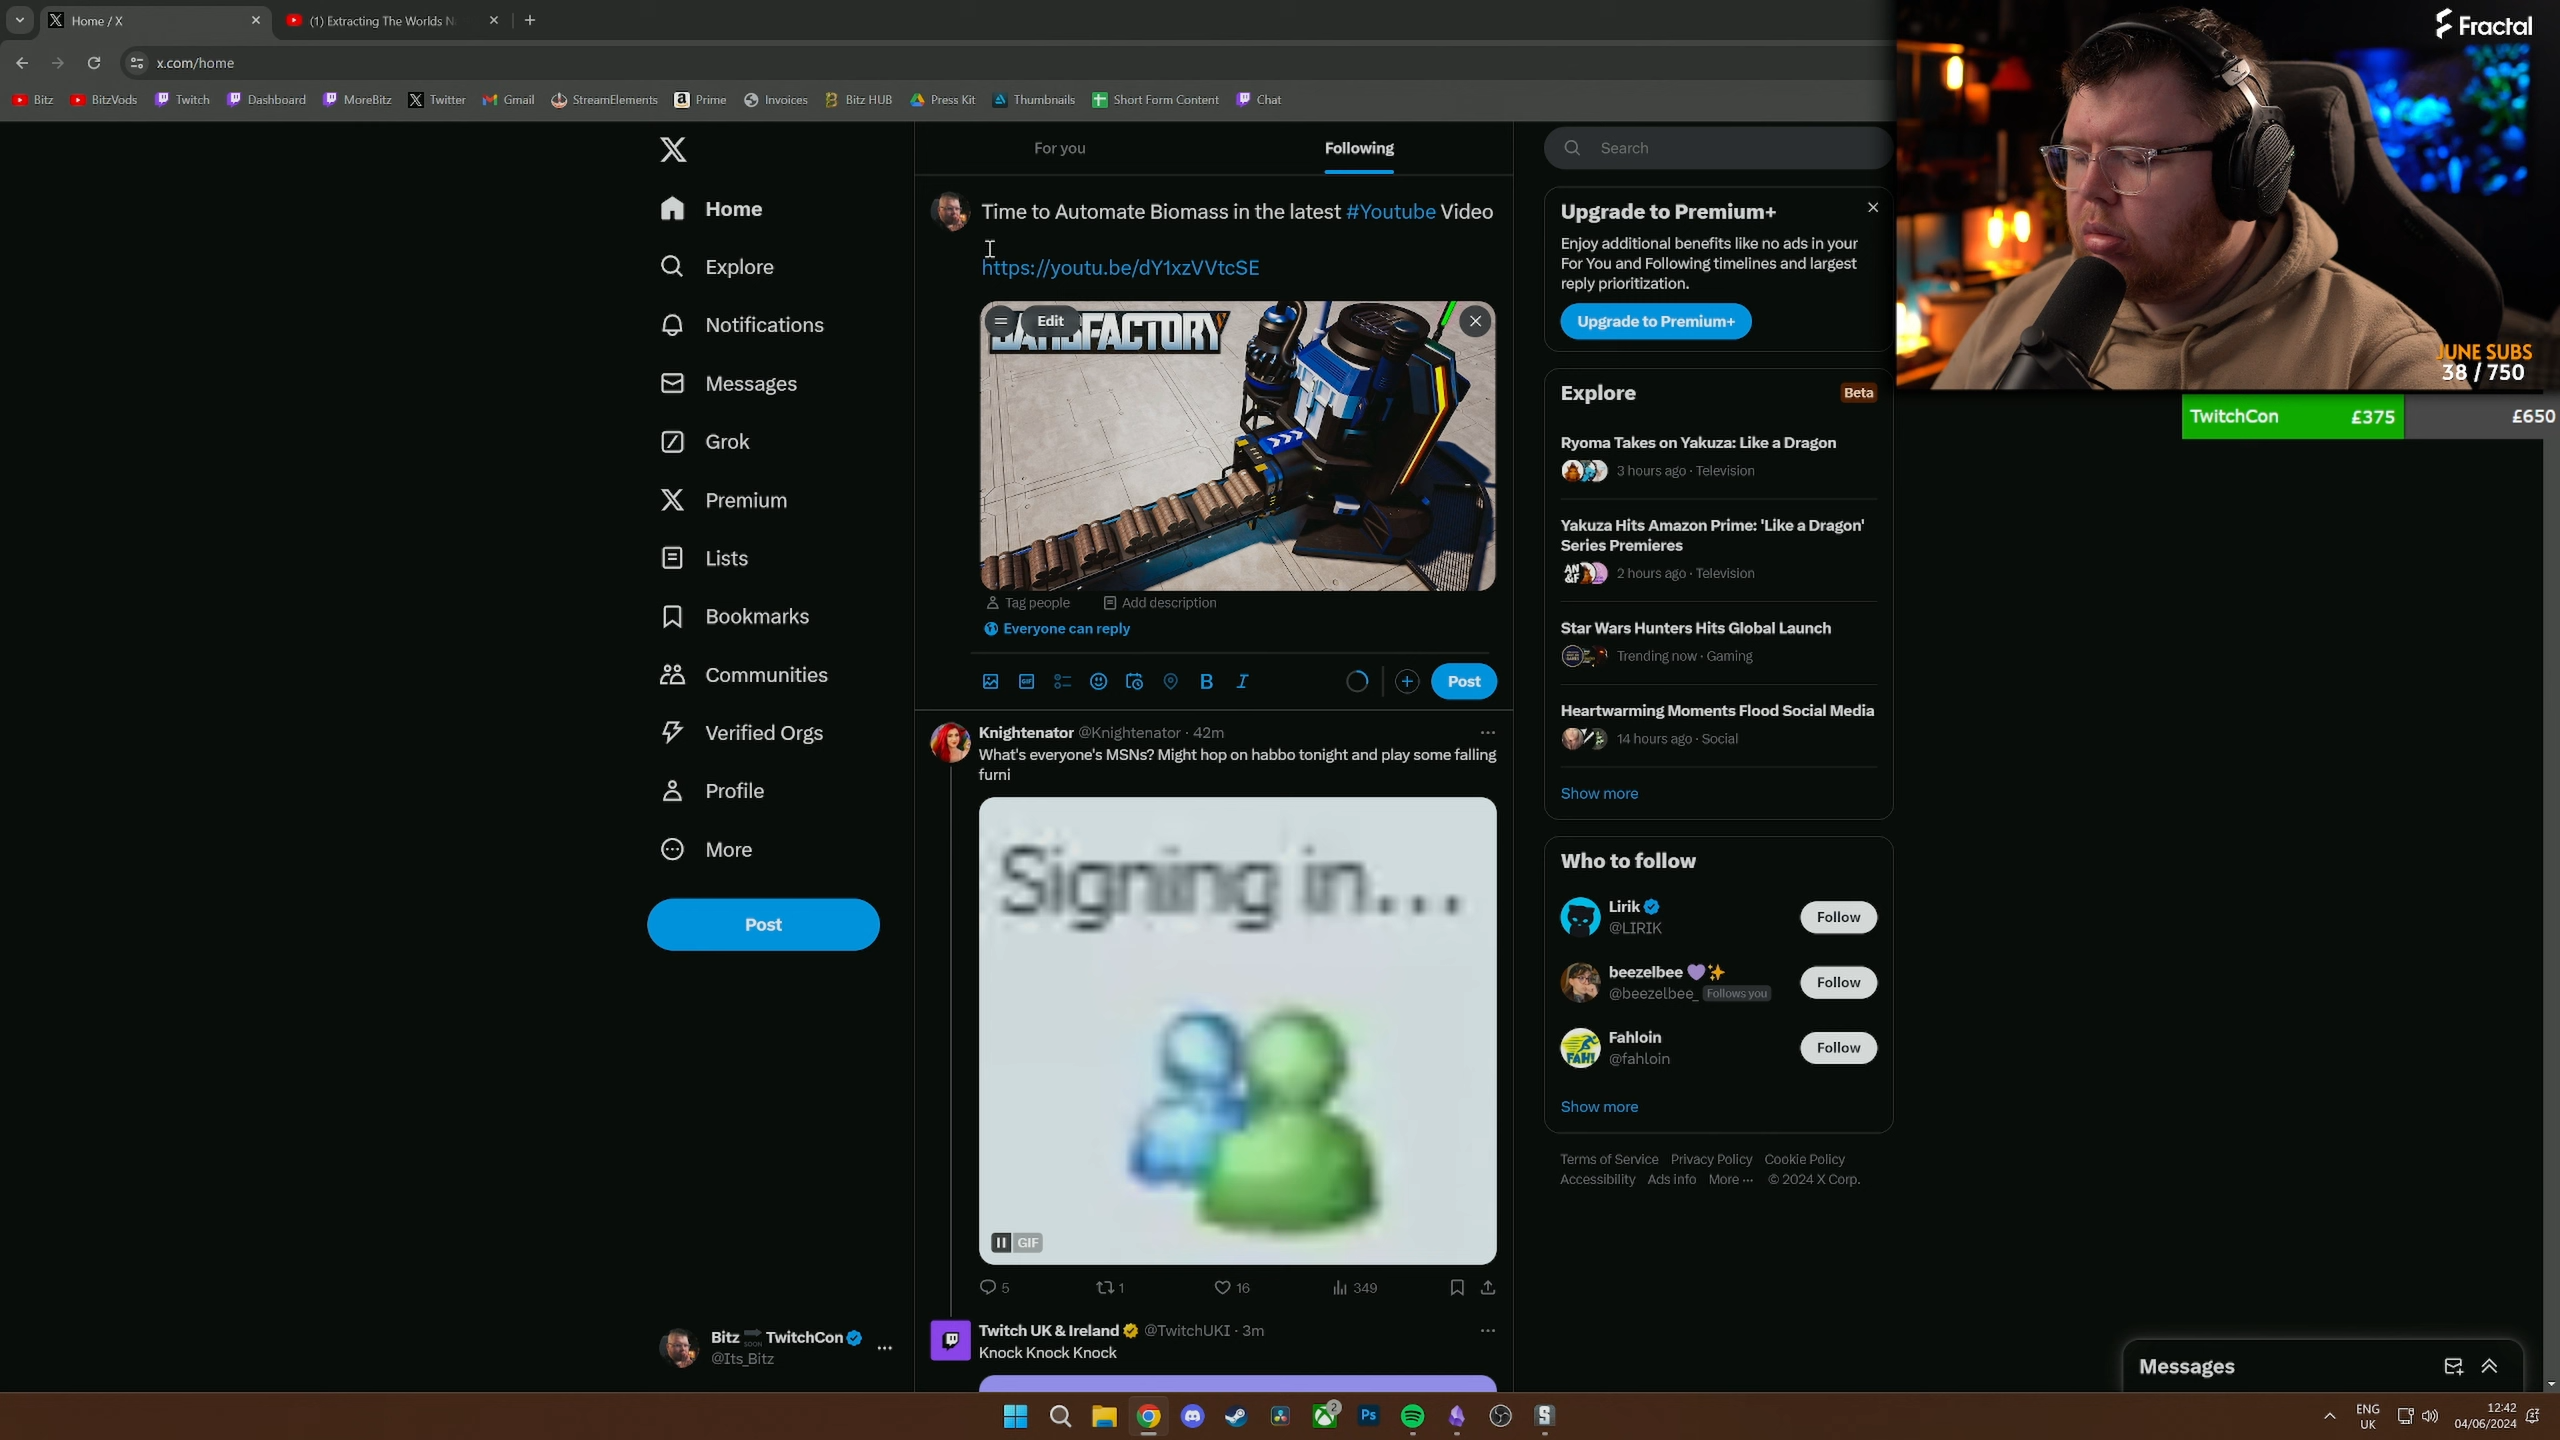 Home / X
(1) Extracting The Worlds N
x.com/home
Bitz
BitzVods
Twitch
Dashboard
MoreBitz
Twitter
Gmail
StreamElements
Prime
Invoices
Bitz HUB
Press Kit
Thumbnails
Short Form Content
Chat
Fractal
JUNE SUBS
38 / 750
TwitchCon £375 £650
Home
Explore
Notifications
Messages
Grok
Premium
Lists
Bookmarks
Communities
Verified Orgs
Profile
More
Post
Bitz SOON TwitchCon
@Its_Bitz
For you
Following
Time to Automate Biomass in the latest #Youtube Video
https://youtu.be/dY1xzVVtcSE
Edit
SATISFACTORY
Tag people
Add description
Everyone can reply
GIF
B I
Post
Knightenator @Knightenator · 42m
What's everyone's MSNs? Might hop on habbo tonight and play some falling
furni
Signing in...
GIF
5
1
16
349
Twitch UK & Ireland @TwitchUKI · 3m
Knock Knock Knock
Search
Upgrade to Premium+
Enjoy additional benefits like no ads in your
For You and Following timelines and largest
reply prioritization.
Upgrade to Premium+
Explore
Beta
Ryoma Takes on Yakuza: Like a Dragon
3 hours ago · Television
Yakuza Hits Amazon Prime: 'Like a Dragon'
Series Premieres
AN
&F
2 hours ago · Television
Star Wars Hunters Hits Global Launch
Trending now · Gaming
Heartwarming Moments Flood Social Media
14 hours ago · Social
Show more
Who to follow
Lirik
@LIRIK
Follow
beezelbee
@beezelbee_ Follows you
Follow
FAH!
Fahloin
@fahloin
Follow
Show more
Terms of Service Privacy Policy Cookie Policy
Accessibility Ads info More ··· © 2024 X Corp.
Messages
2
Ps
ENG
UK
12:42
04/06/2024